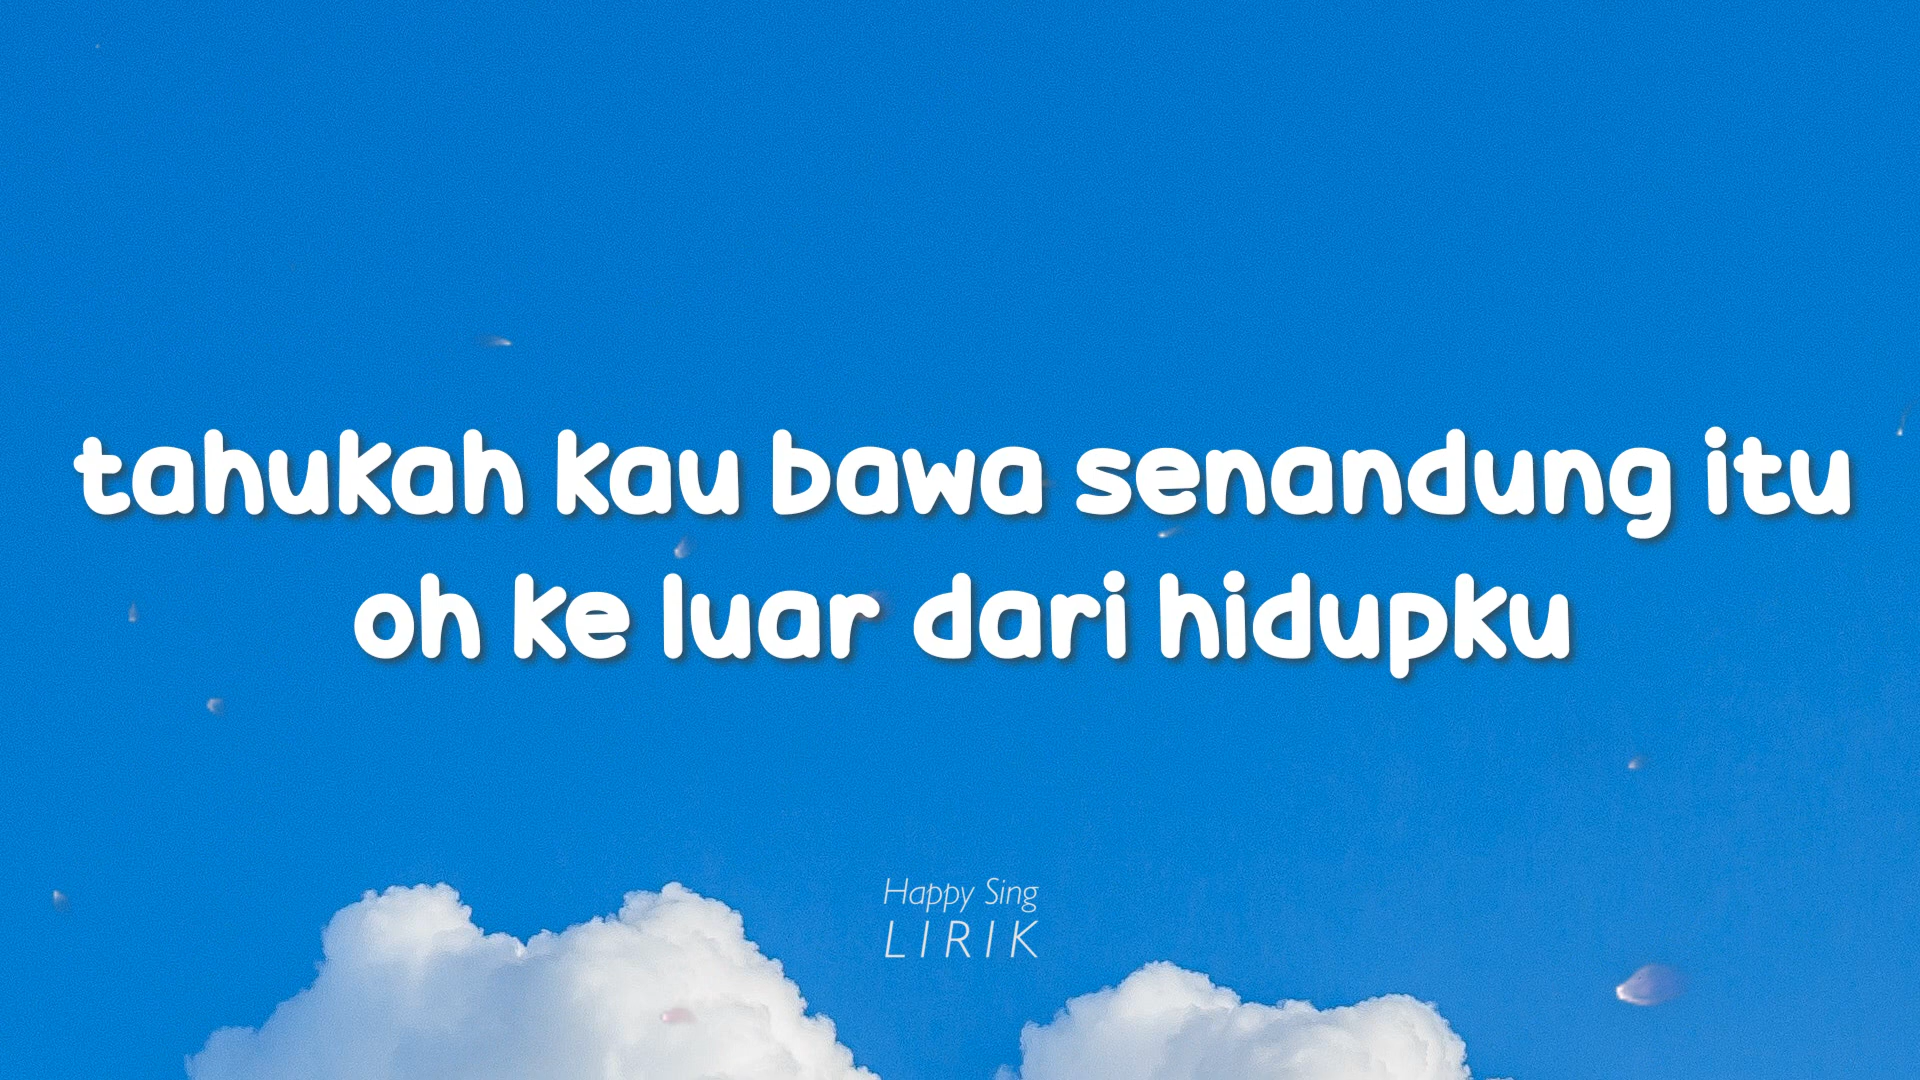 tahukah kau bawa senandung itu
oh ke luar dari hidupku
Happy Sing
LIRIK